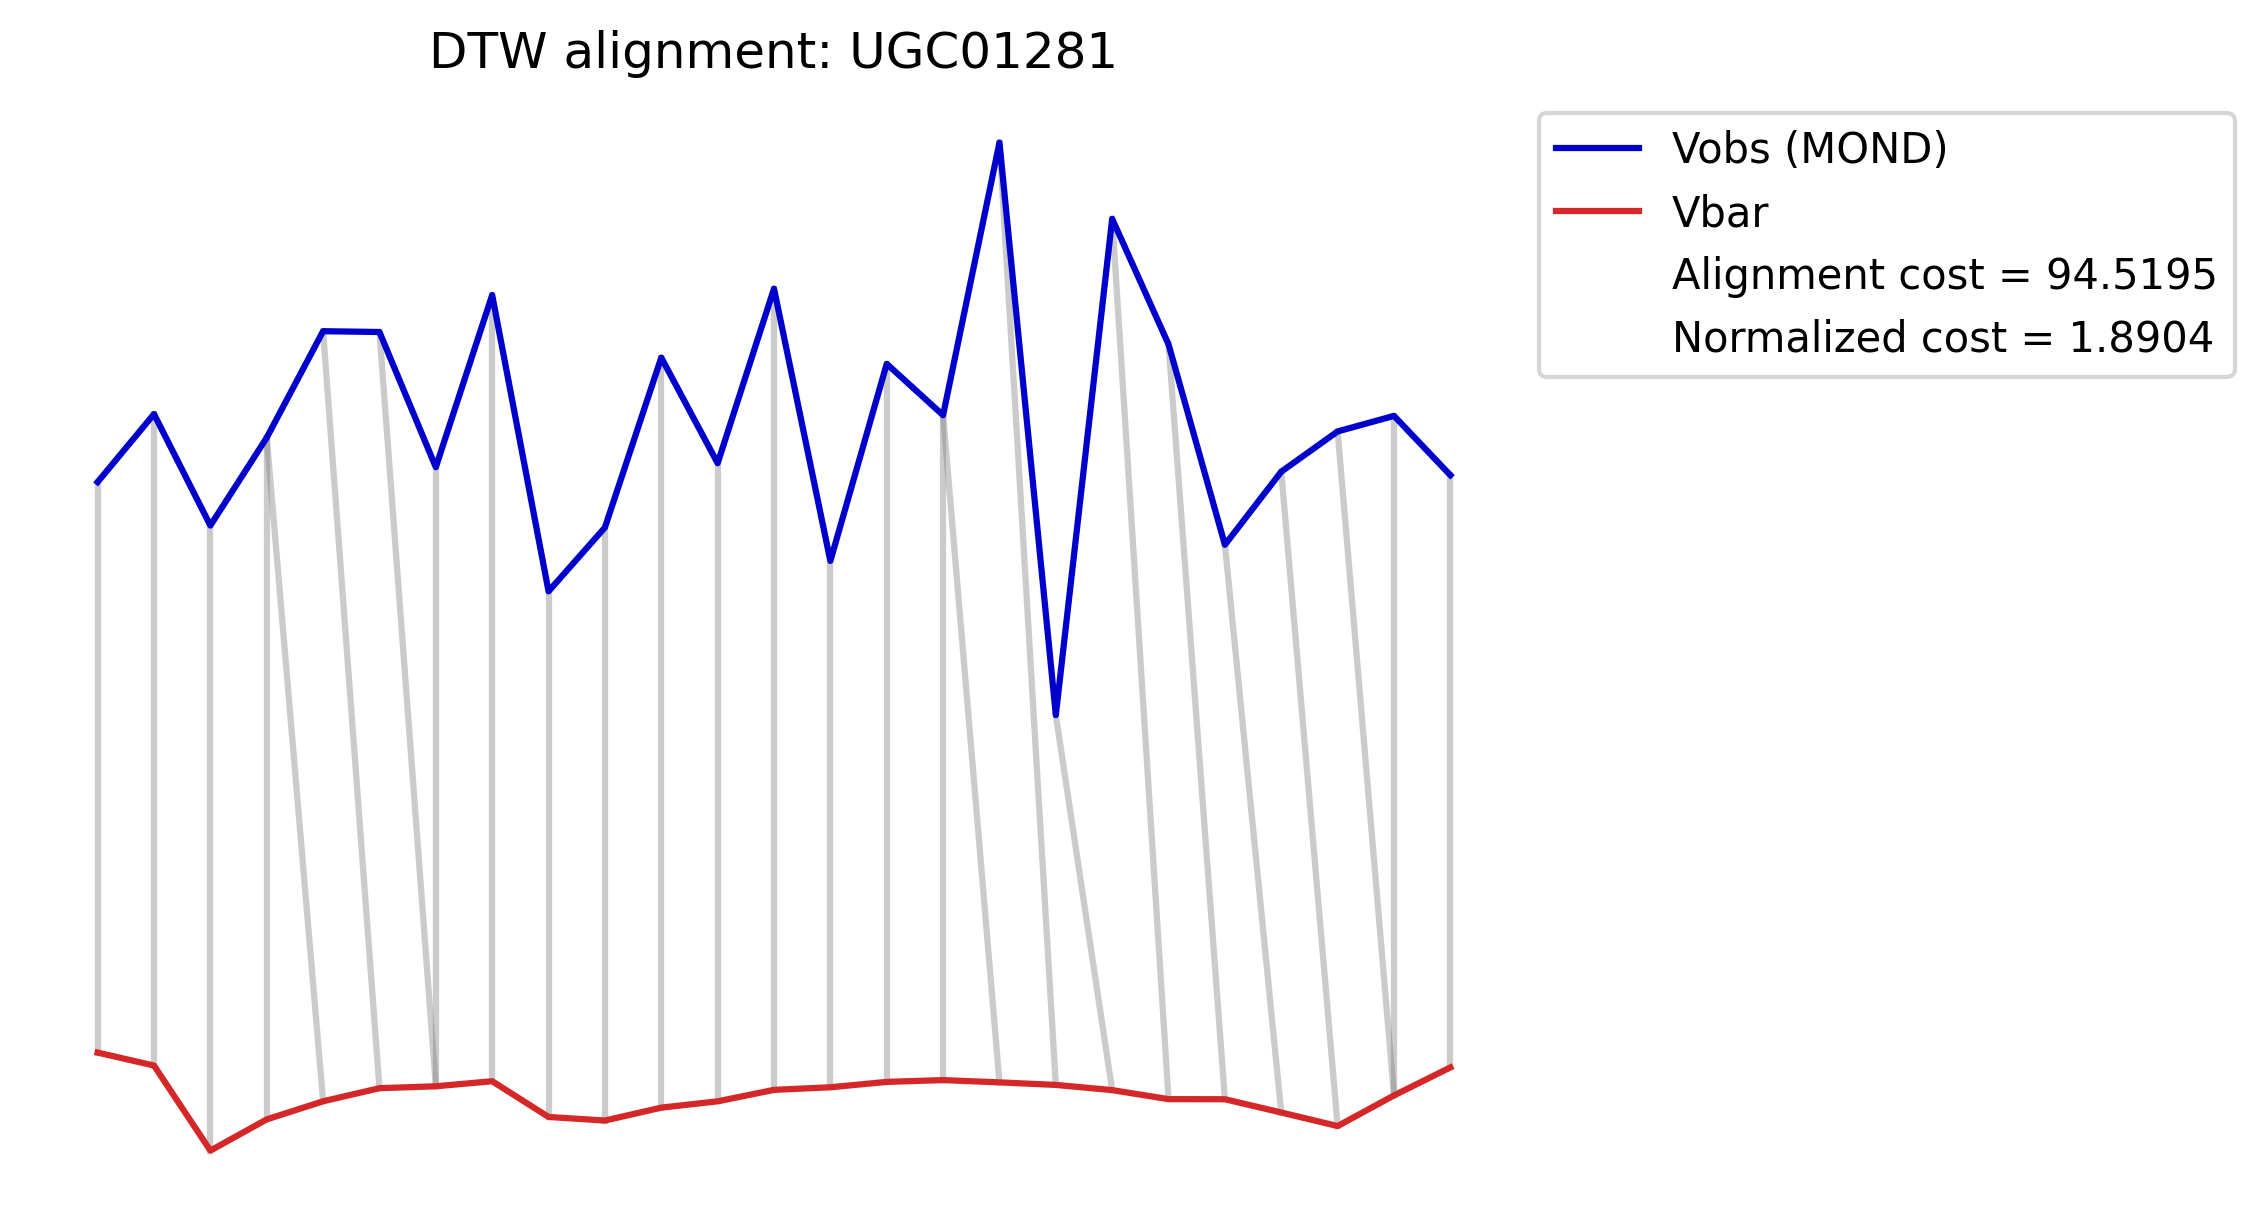 DTW alignment: UGC01281
Vobs (MOND)
Vbar
Alignment cost = 94.5195
Normalized cost = 1.8904